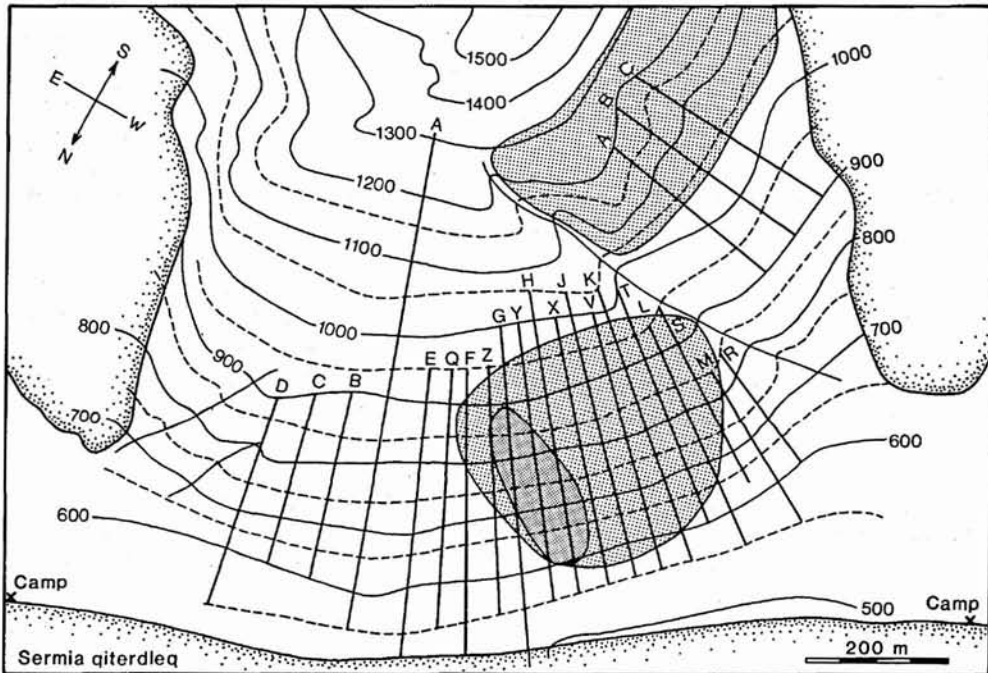 S
E
W
N
1500
1400
1300
A
1200
1100
1000
C
B
A
1000
900
800
700
600
H J K T
G Y X V L S
800
900
700
D C B
E Q F Z
M R
600
Camp
500
Camp
Sermia qiterdleq
200 m